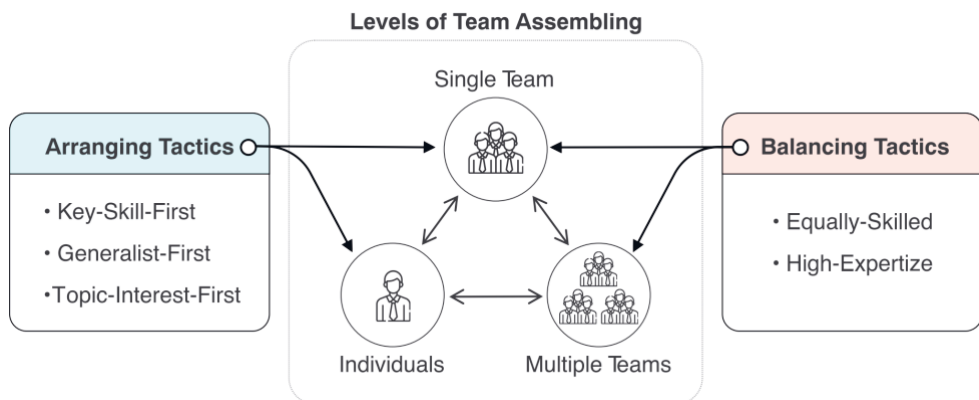 Levels of Team Assembling
Single Team
Arranging Tactics
• Key-Skill-First
• Generalist-First
•Topic-Interest-First
Individuals
Multiple Teams
Balancing Tactics
• Equally-Skilled
• High-Expertize